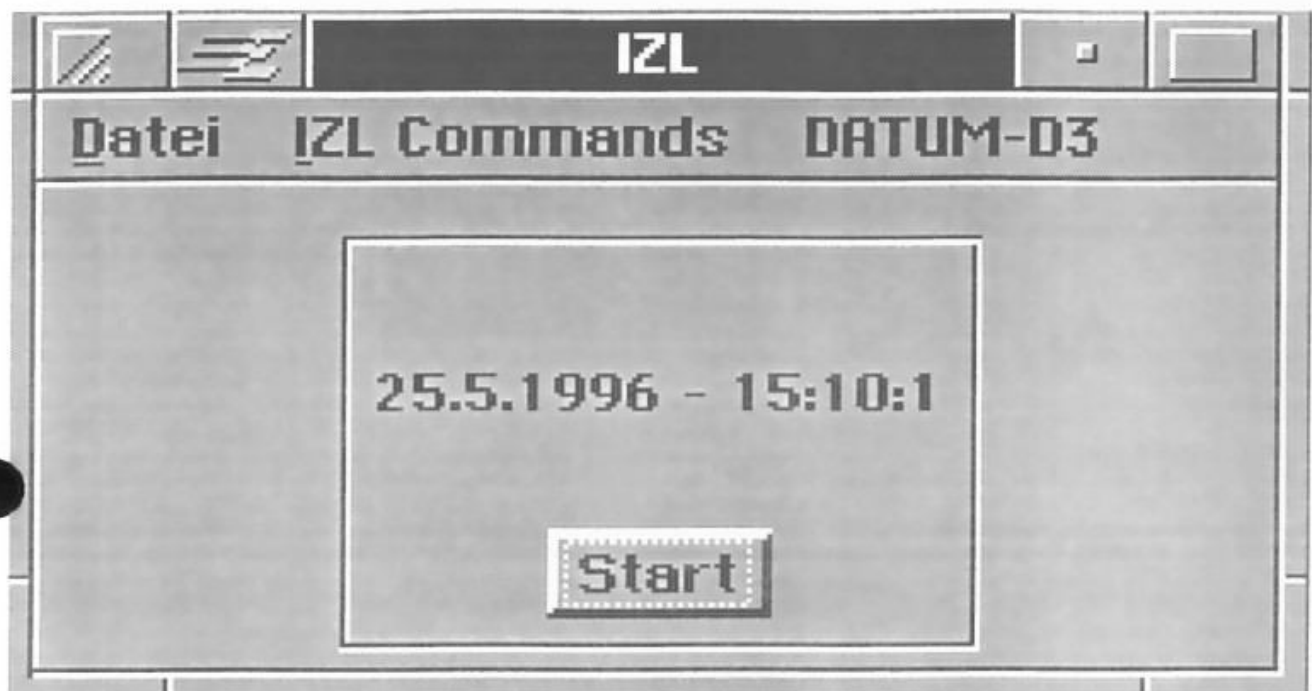 IZL
Datei IZL Commands DATUM-D3
25.5.1996 - 15:10:1
Start